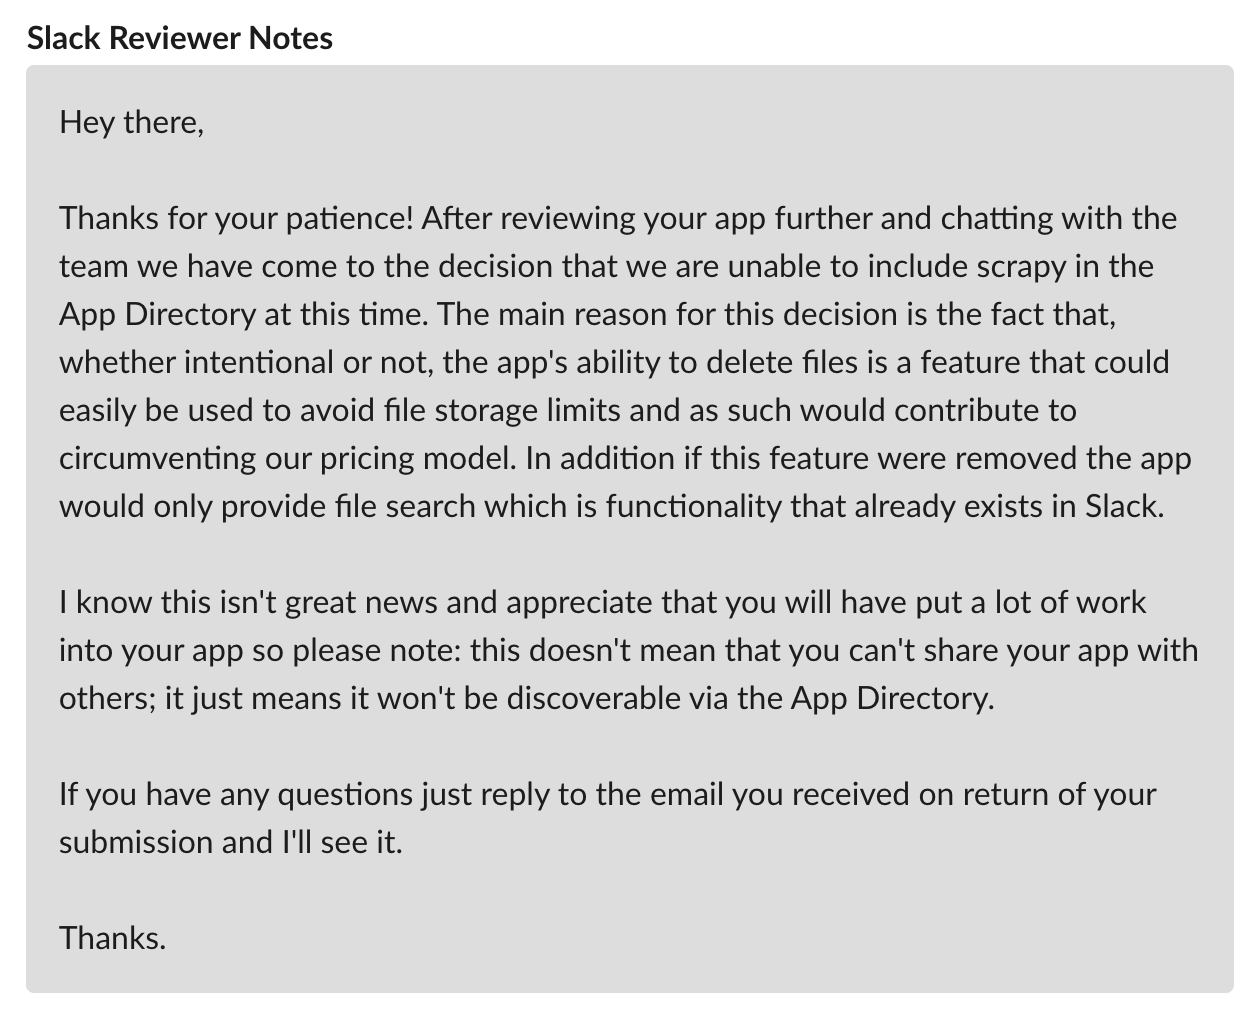 Slack Reviewer Notes
Hey there,
Thanks for your patience! After reviewing your app further and chatting with the
team we have come to the decision that we are unable to include scrapy in the
App Directory at this time. The main reason for this decision is the fact that,
whether intentional or not, the app's ability to delete files is a feature that could
easily be used to avoid file storage limits and as such would contribute to
circumventing our pricing model. In addition if this feature were removed the app
would only provide file search which is functionality that already exists in Slack.
I know this isn't great news and appreciate that you will have put a lot of work
into your app so please note: this doesn't mean that you can't share your app with
others; it just means it won't be discoverable via the App Directory.
If you have any questions just reply to the email you received on return of your
submission and I'll see it.
Thanks.